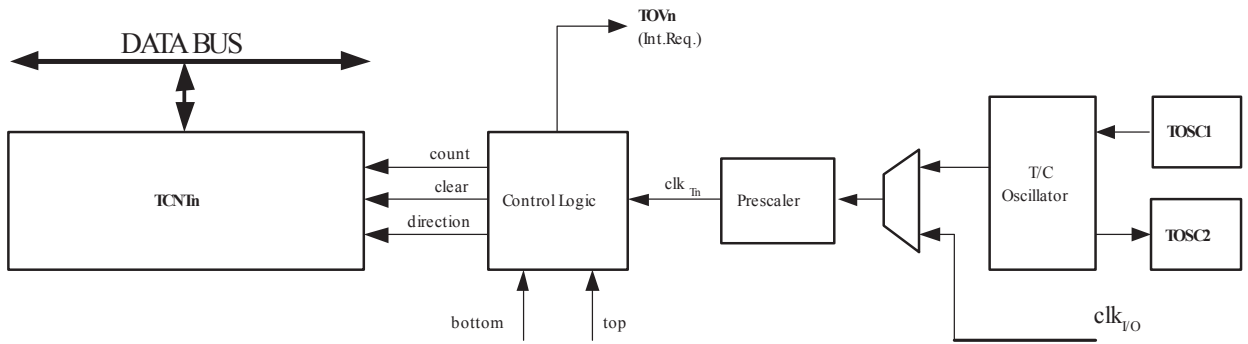 TOVn
(Int.Req.)
DATA BUS
TOSC1
count
T/C
Oscillator
TCNTn
clear
Control Logic
clk Tn
Prescaler
direction
TOSC2
bottom
top
clkI/O